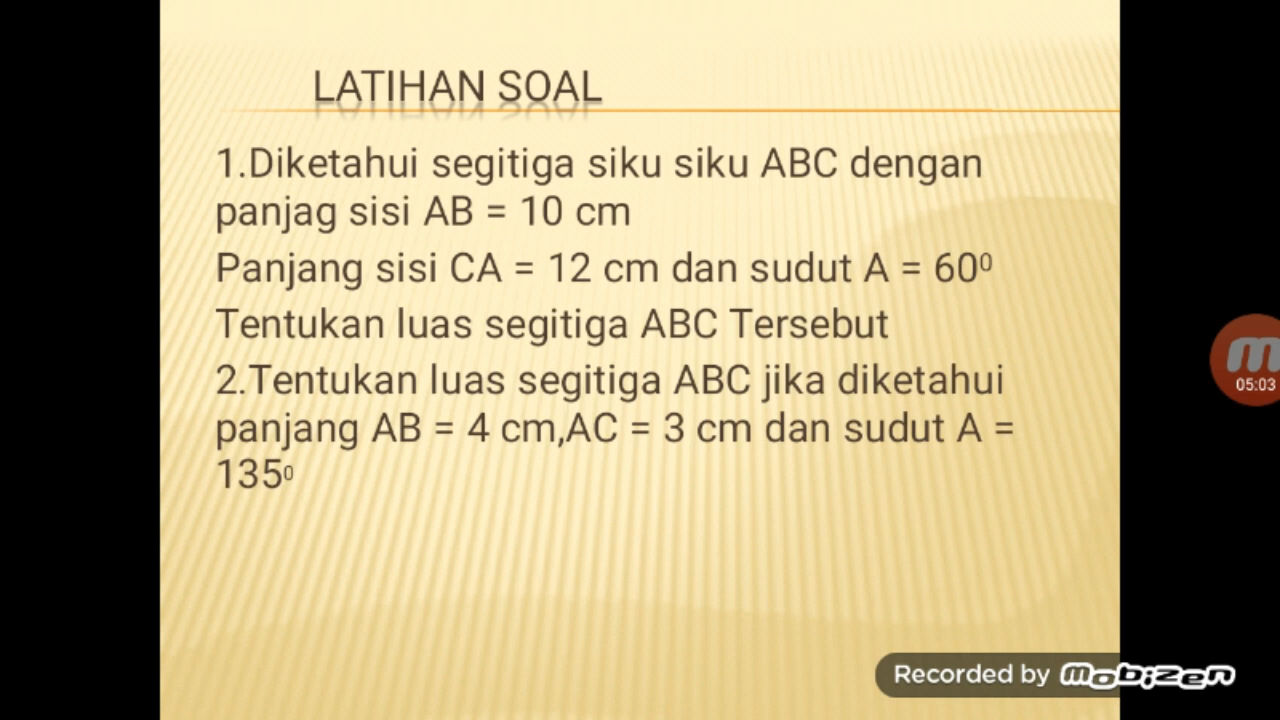 LATIHAN SOAL
1.Diketahui segitiga siku siku ABC dengan
panjag sisi AB = 10 cm
Panjang sisi CA = 12 cm dan sudut A = 60⁰
Tentukan luas segitiga ABC Tersebut
2.Tentukan luas segitiga ABC jika diketahui
panjang AB = 4 cm,AC = 3 cm dan sudut A =
135⁰
05:03
Recorded by mobizen